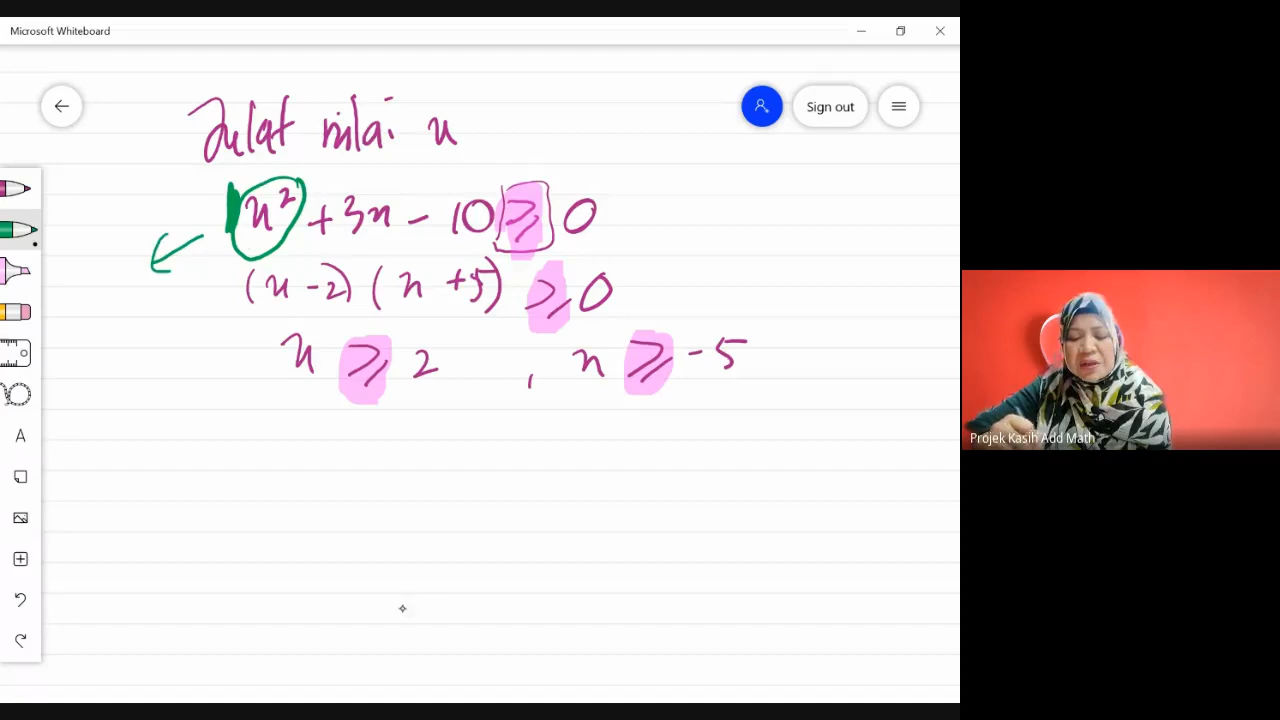 Microsoft Whiteboard
Sign out
Julat nilai x
x² + 3x - 10 ≥ 0
(x - 2) (x + 5) ≥ 0
x ≥ 2 , x ≥ -5
A
Projek Kasih Add Math